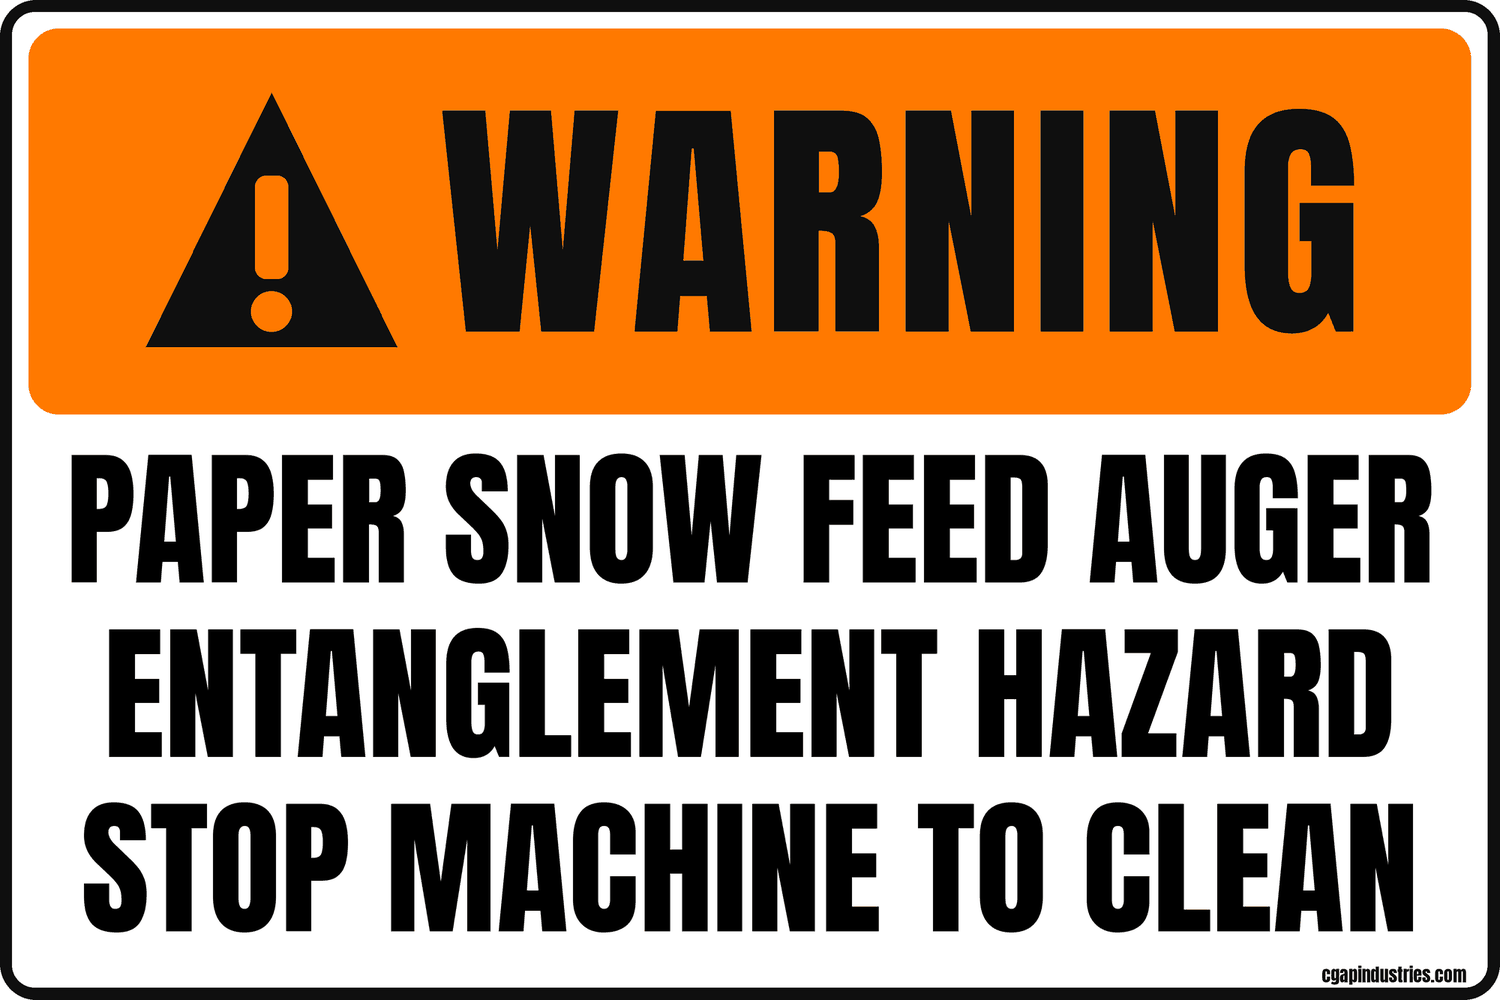 WARNING
PAPER SNOW FEED AUGER
ENTANGLEMENT HAZARD
STOP MACHINE TO CLEAN
cgapindustries.com